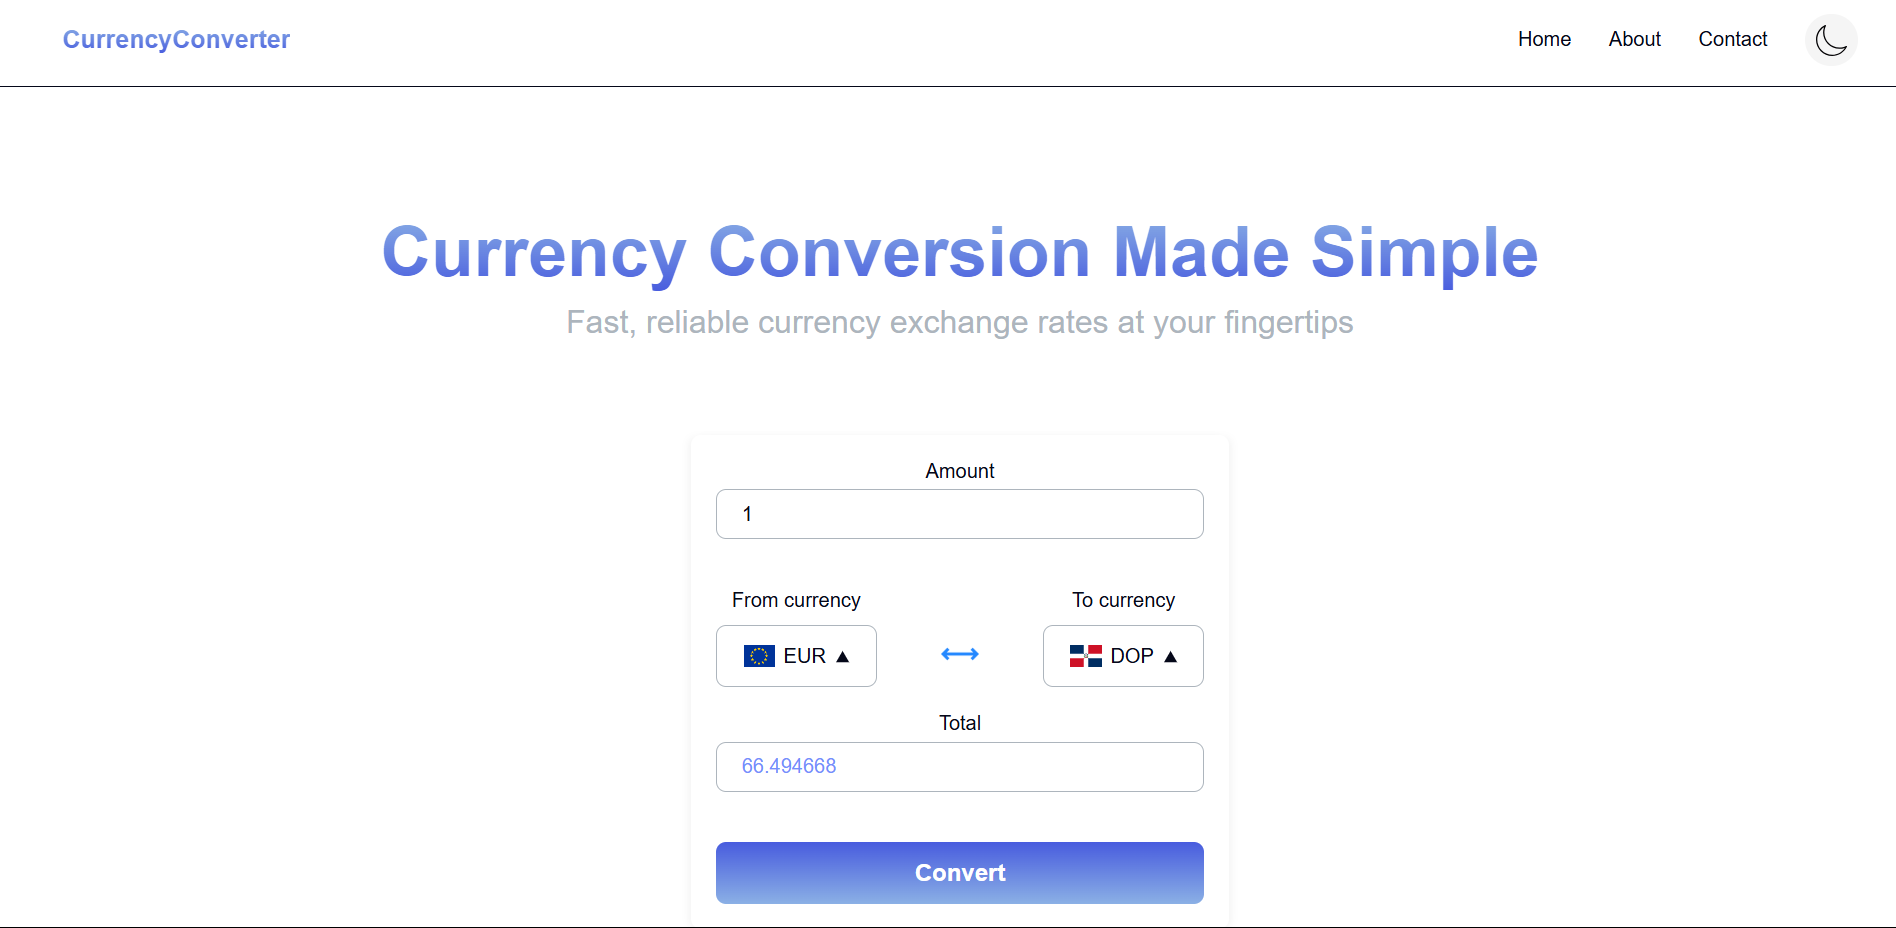 CurrencyConverter
Home About Contact
Currency Conversion Made Simple
Fast, reliable currency exchange rates at your fingertips
Amount
1
From currency To currency
EUR ▲ DOP ▲
Total
66.494668
Convert